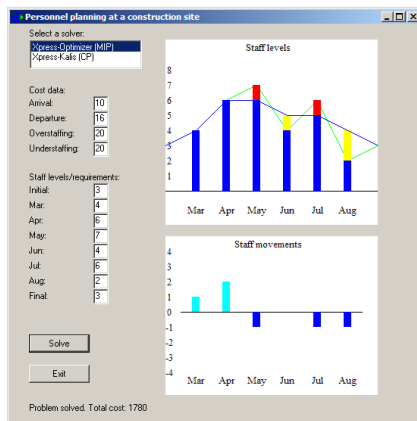 Personnel planning at a construction site
Select a solver:
Xpress-Optimizer (MIP)
Xpress-Kalis (CP)
Cost data:
Arrival: 10
Departure: 16
Overstaffing: 20
Understaffing: 20
Staff levels/requirements:
Initial: 3
Mar: 4
Apr: 6
May: 7
Jun: 4
Jul: 6
Aug: 2
Final: 3
Solve
Exit
Problem solved. Total cost: 1780
Staff levels
8
7
6
5
4
3
2
1
Mar Apr May Jun Jul Aug
Staff movements
4
3
2
1
0
-1
-2
-3
-4
Mar Apr May Jun Jul Aug